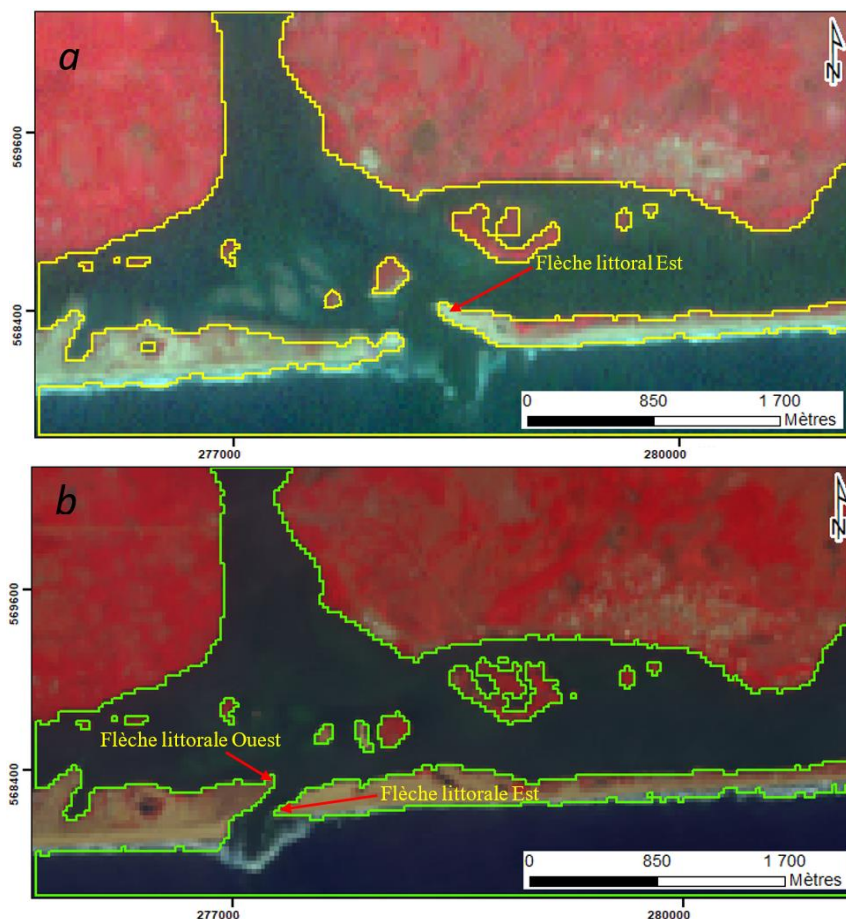 a
N
569600
Flèche littoral Est
568400
0 850 1 700
Mètres
277000 280000
b
N
569600
Flèche littorale Ouest
568400
Flèche littorale Est
0 850 1 700
Mètres
277000 280000